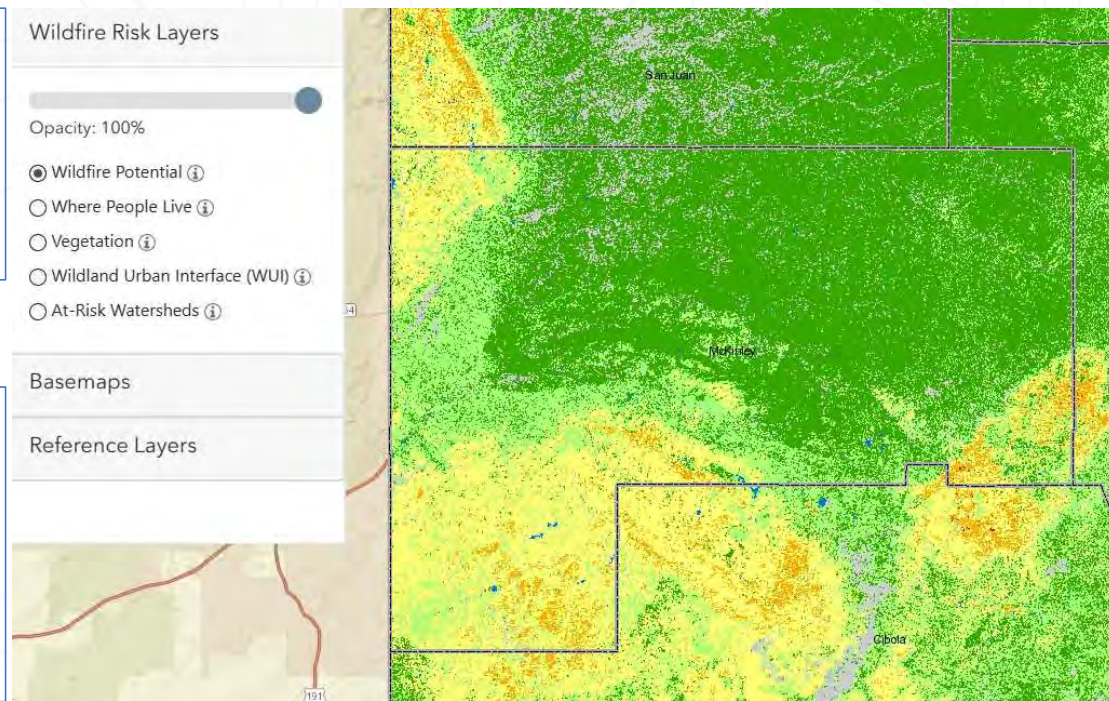 Wildfire Risk Layers
Opacity: 100%
Wildfire Potential
Where People Live
Vegetation
Wildland Urban Interface (WUI)
At-Risk Watersheds
Basemaps
Reference Layers
San Juan
McKinley
Cibola
191